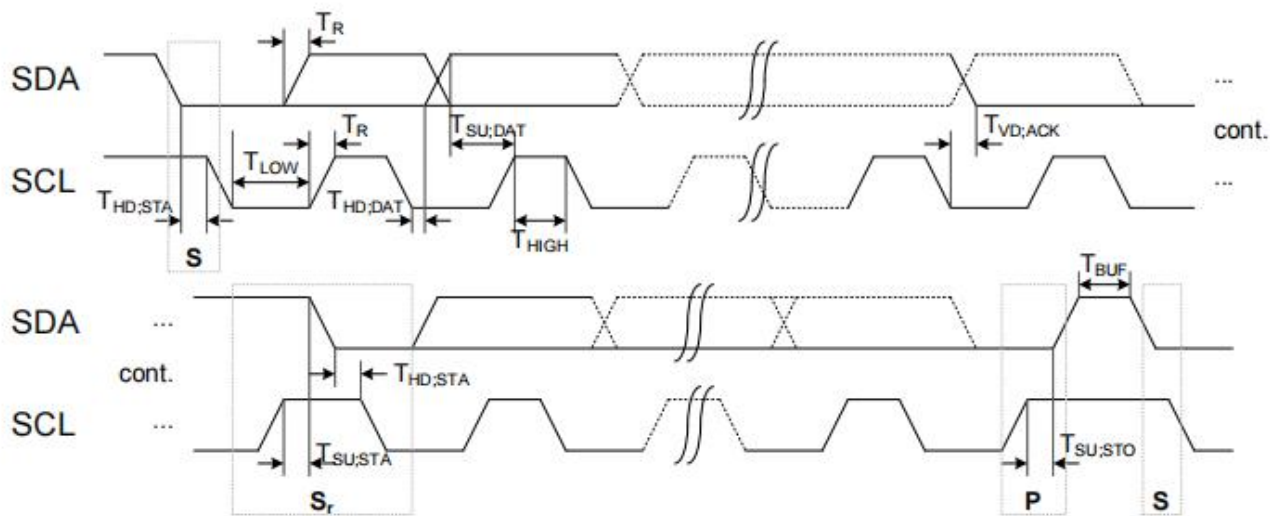 T_R
SDA
...
T_R
T_SU;DAT
T_VD;ACK
cont.
T_LOW
SCL
...
T_HD;STA
T_HD;DAT
T_HIGH
S
T_BUF
SDA
...
cont.
T_HD;STA
SCL
...
T_SU;STA
T_SU;STO
S_r
P
S